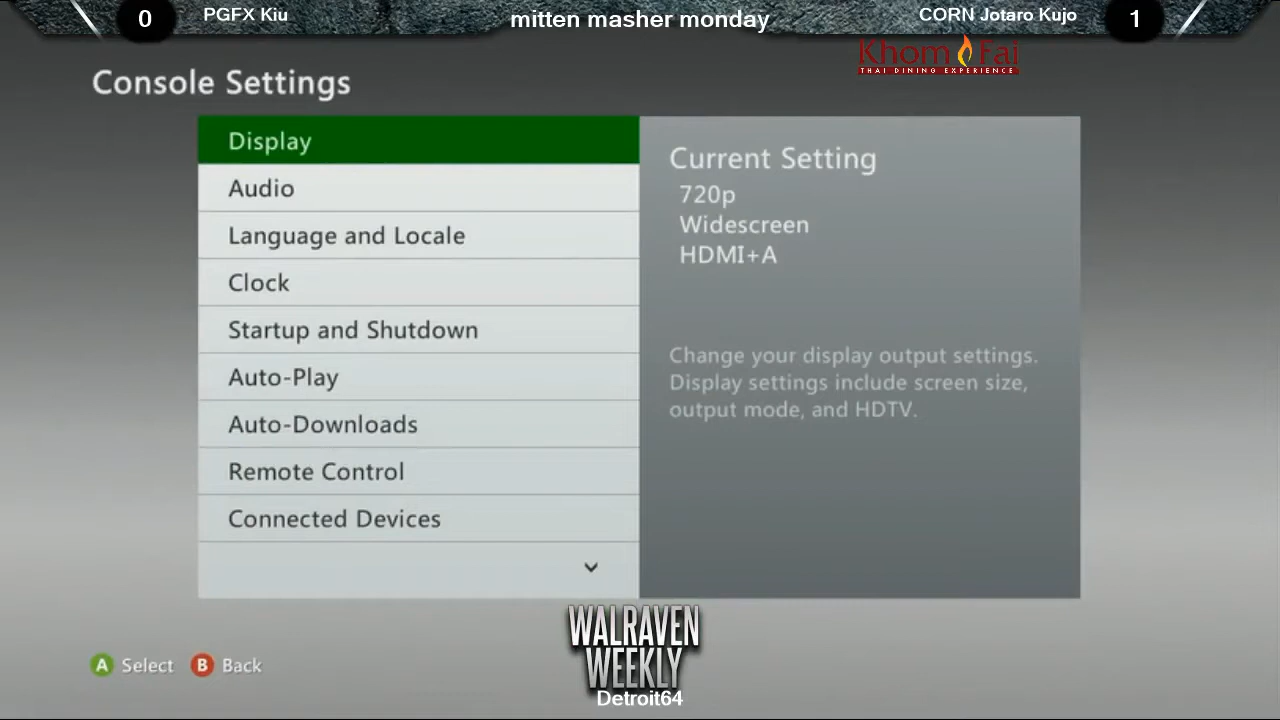 0
PGFX Kiu
mitten masher monday
CORN Jotaro Kujo
1
Khom Fai
THAI DINING EXPERIENCE
Console Settings
Display
Audio
Language and Locale
Clock
Startup and Shutdown
Auto-Play
Auto-Downloads
Remote Control
Connected Devices
Current Setting
720p
Widescreen
HDMI+A
Change your display output settings.
Display settings include screen size,
output mode, and HDTV.
A Select B Back
WALRAVEN
WEEKLY
Detroit64